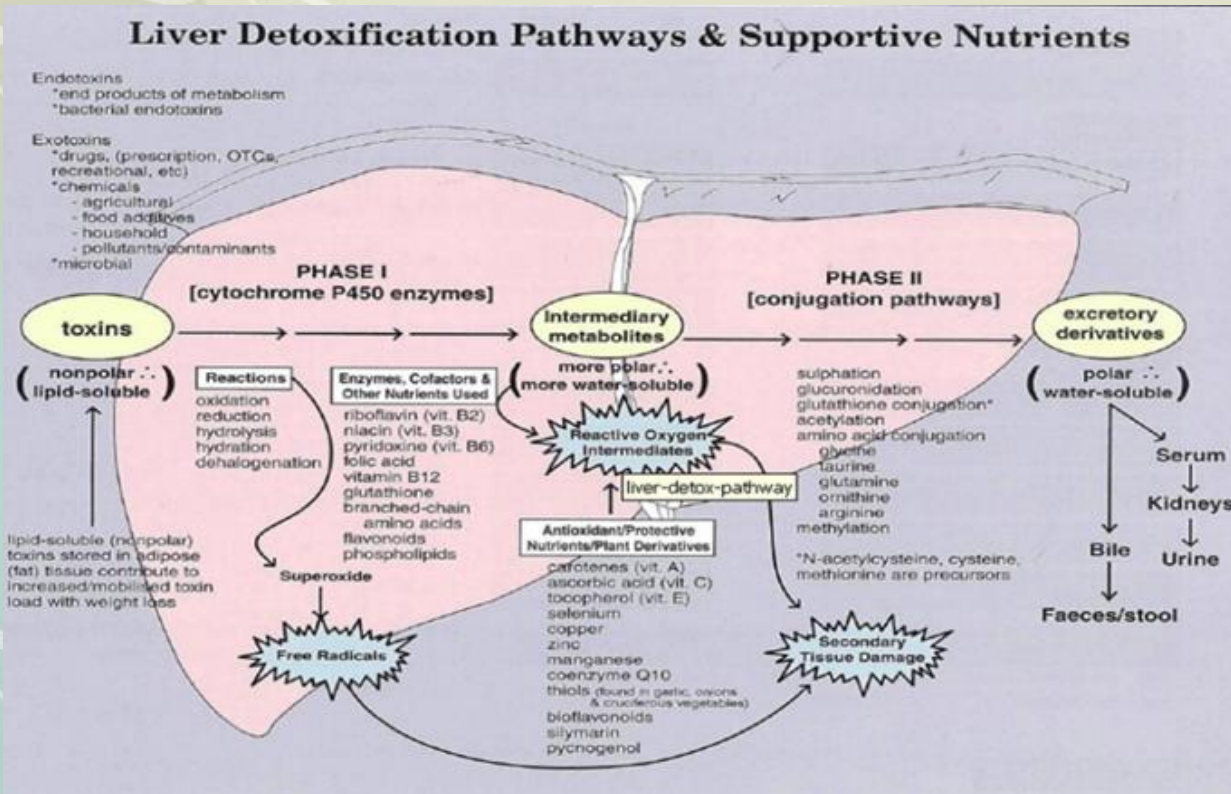 Liver Detoxification Pathways & Supportive Nutrients
Endotoxins
*end products of metabolism
*bacterial endotoxins
Exotoxins
*drugs, (prescription, OTCs,
recreational, etc)
*chemicals
- agricultural
- food additives
- household
- pollutants/contaminants
*microbial
PHASE I
[cytochrome P450 enzymes]
PHASE II
[conjugation pathways]
toxins
Intermediary
metabolites
excretory
derivatives
(nonpolar ∴
lipid-soluble)
(more polar ∴
more water-soluble)
(polar ∴
water-soluble)
Reactions
oxidation
reduction
hydrolysis
hydration
dehalogenation
Enzymes, Cofactors &
Other Nutrients Used
riboflavin (vit. B2)
niacin (vit. B3)
pyridoxine (vit. B6)
folic acid
vitamin B12
glutathione
branched-chain
amino acids
flavonoids
phospholipids
Reactive Oxygen
Intermediates
liver-detox-pathway
sulphation
glucuronidation
glutathione conjugation*
acetylation
amino acid conjugation
glycine
taurine
glutamine
ornithine
arginine
methylation
*N-acetylcysteine, cysteine,
methionine are precursors
Serum
Kidneys
Urine
Bile
Faeces/stool
lipid-soluble (nonpolar)
toxins stored in adipose
(fat) tissue contribute to
increased/mobilised toxin
load with weight loss
Superoxide
Free Radicals
Antioxidant/Protective
Nutrients/Plant Derivatives
carotenes (vit. A)
ascorbic acid (vit. C)
tocopherol (vit. E)
selenium
copper
zinc
manganese
coenzyme Q10
thiols (found in garlic, onions
& cruciferous vegetables)
bioflavonoids
silymarin
pycnogenol
Secondary
Tissue Damage